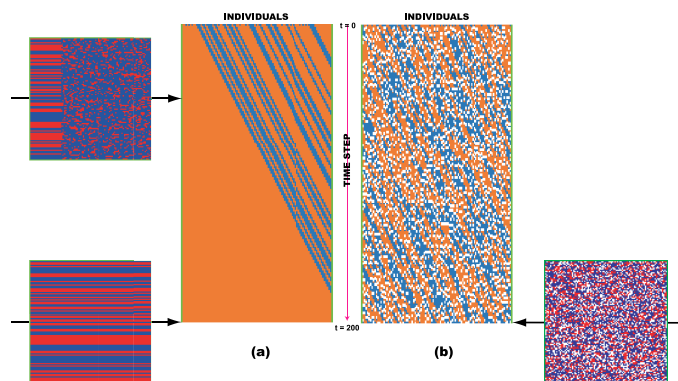 INDIVIDUALS
INDIVIDUALS
t = 0
TIME STEP
t = 200
(a)
(b)